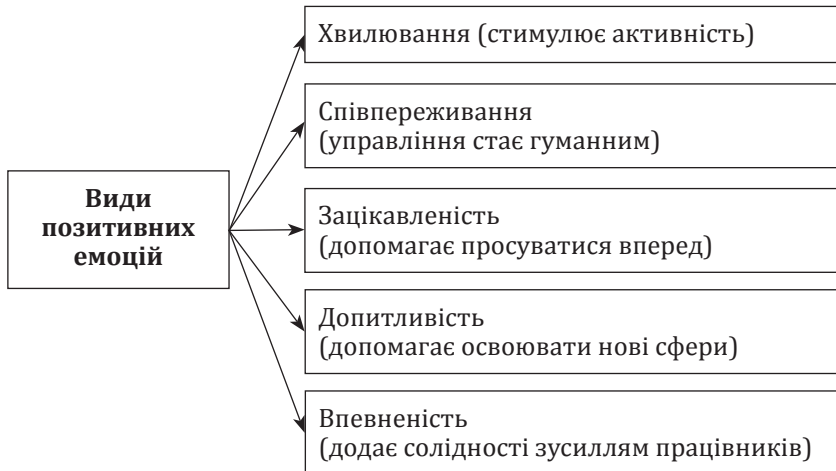 Хвилювання (стимулює активність)
Співпереживання
(управління стає гуманним)
Види
позитивних
емоцій
Зацікавленість
(допомагає просуватися вперед)
Допитливість
(допомагає освоювати нові сфери)
Впевненість
(додає солідності зусиллям працівників)